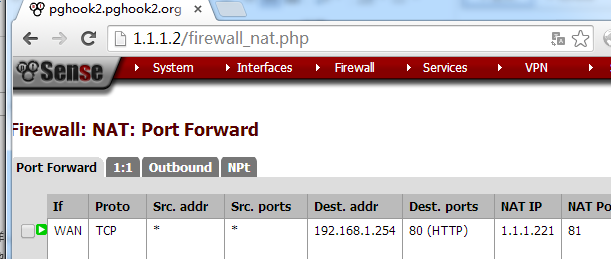 pghook2.pghook2.org
1.1.1.2/firewall_nat.php
Sense System Interfaces Firewall Services VPN
Firewall: NAT: Port Forward
Port Forward 1:1 Outbound NPt
If Proto Src. addr Src. ports Dest. addr Dest. ports NAT IP NAT Po
WAN TCP * * 192.168.1.254 80 (HTTP) 1.1.1.221 81